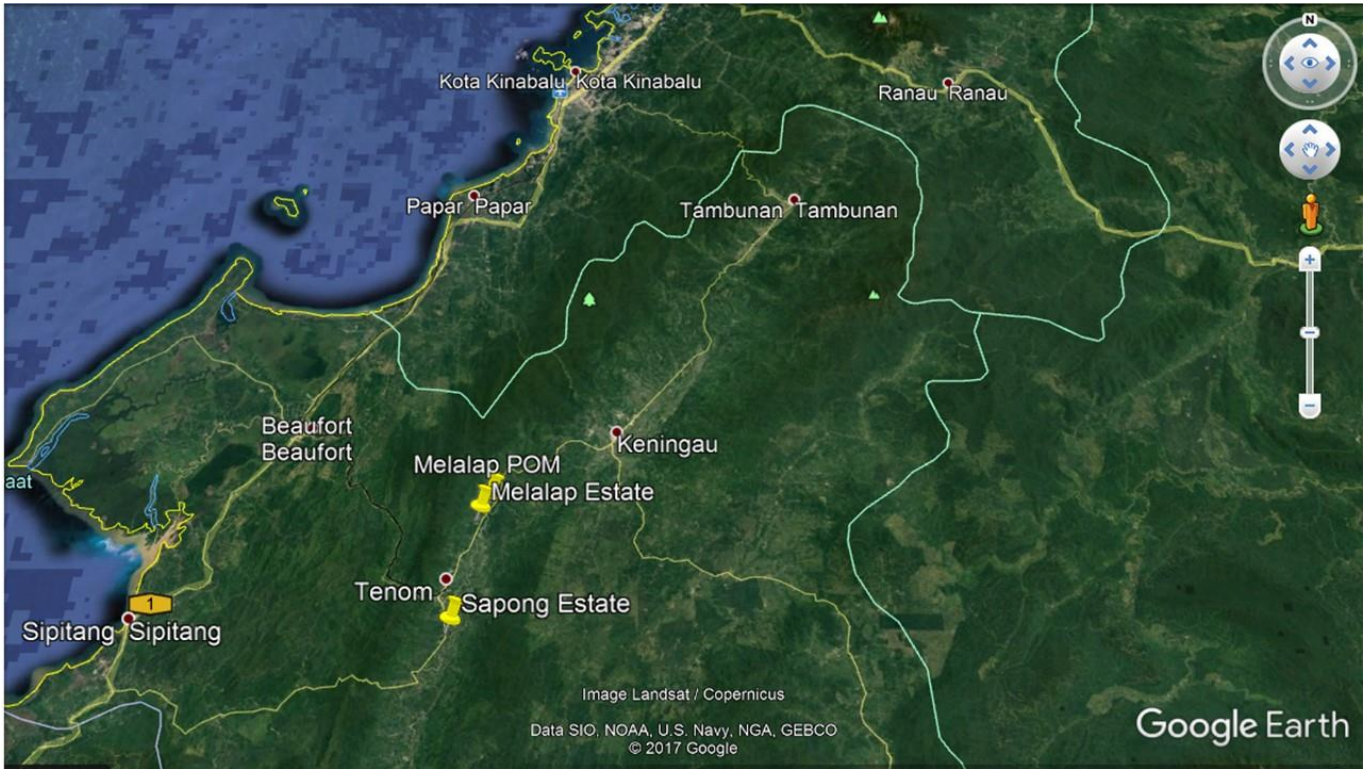 N
Kota Kinabalu Kota Kinabalu
Ranau Ranau
Papar Papar
Tambunan Tambunan
Beaufort
Beaufort
Keningau
Melalap POM
Melalap Estate
aat
Tenom
Sapong Estate
1
Sipitang Sipitang
Image Landsat / Copernicus
Data SIO, NOAA, U.S. Navy, NGA, GEBCO
© 2017 Google
Google Earth